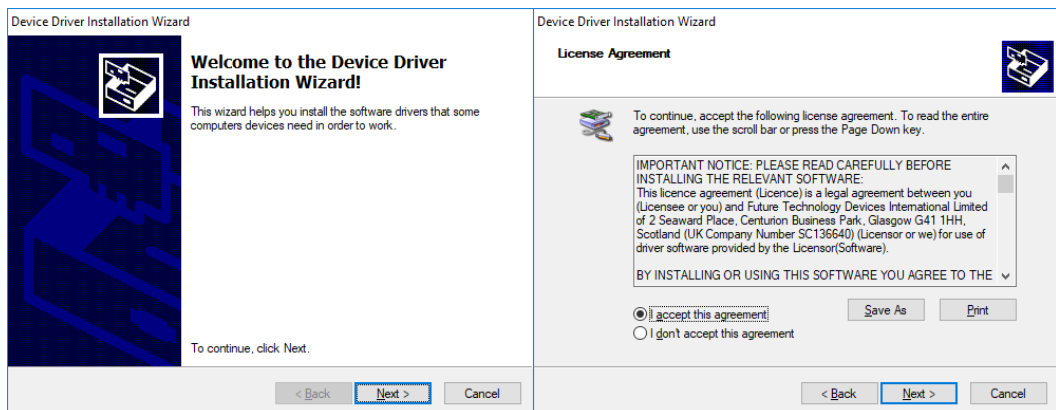 Device Driver Installation Wizard
Welcome to the Device Driver
Installation Wizard!
This wizard helps you install the software drivers that some
computers devices need in order to work.
To continue, click Next.
< Back
Next >
Cancel
Device Driver Installation Wizard
License Agreement
To continue, accept the following license agreement. To read the entire
agreement, use the scroll bar or press the Page Down key.
IMPORTANT NOTICE: PLEASE READ CAREFULLY BEFORE
INSTALLING THE RELEVANT SOFTWARE:
This licence agreement (Licence) is a legal agreement between you
(Licensee or you) and Future Technology Devices International Limited
of 2 Seaward Place, Centurion Business Park, Glasgow G41 1HH,
Scotland (UK Company Number SC136640) (Licensor or we) for use of
driver software provided by the Licensor(Software).
BY INSTALLING OR USING THIS SOFTWARE YOU AGREE TO THE
I accept this agreement
Save As
Print
I don't accept this agreement
< Back
Next >
Cancel